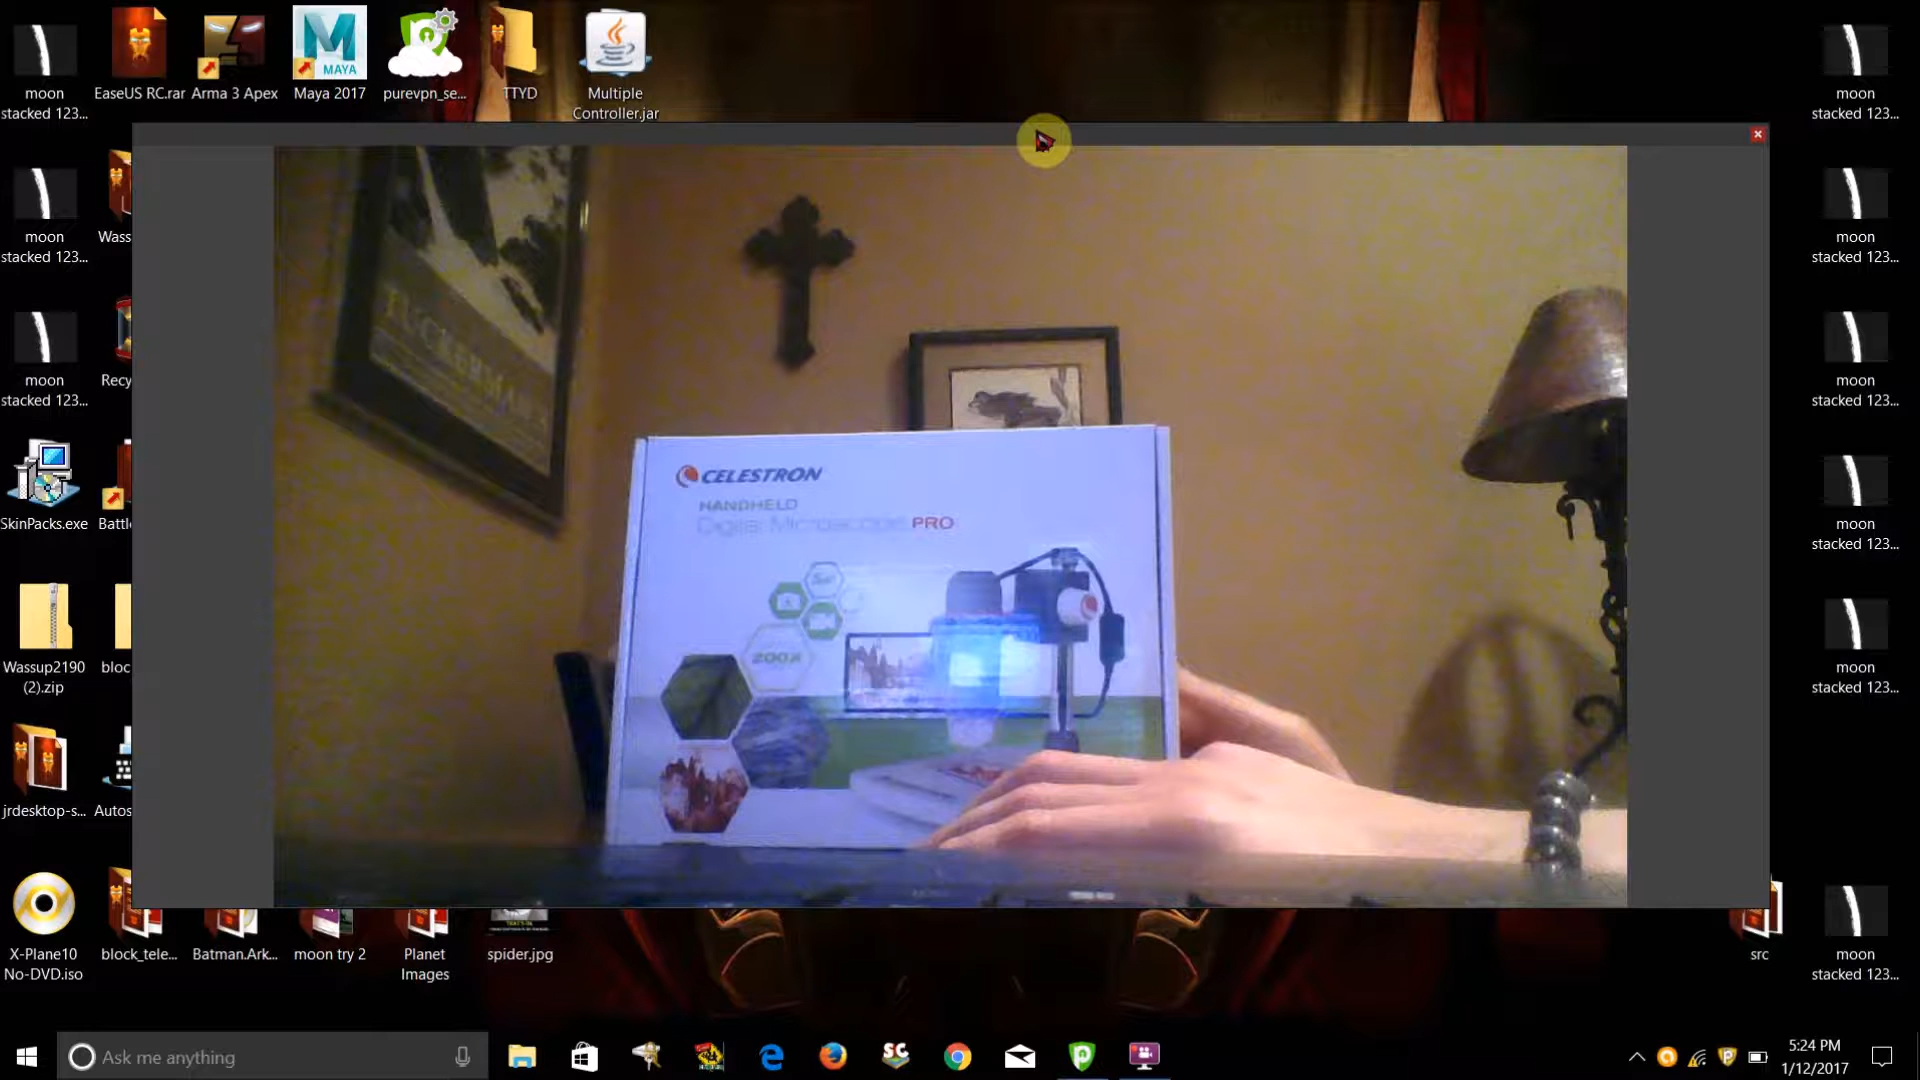 moon
stacked 123...
EaseUS RC.rar
Arma 3 Apex
MAYA
Maya 2017
purevpn_se...
TTYD
Multiple
Controller.jar
moon
stacked 123...
moon
stacked 123...
Wass
moon
stacked 123...
moon
stacked 123...
Recy
moon
stacked 123...
SkinPacks.exe
Battl
moon
stacked 123...
Wassup2190
(2).zip
bloc
moon
stacked 123...
jrdesktop-s...
Autos
X-Plane10
No-DVD.iso
block_tele...
Batman.Ark...
moon try 2
Planet
Images
spider.jpg
src
moon
stacked 123...
TUCKERMAN
CELESTRON
HANDHELD
Digital Microscope PRO
200x
Ask me anything
SC
5:24 PM
1/12/2017